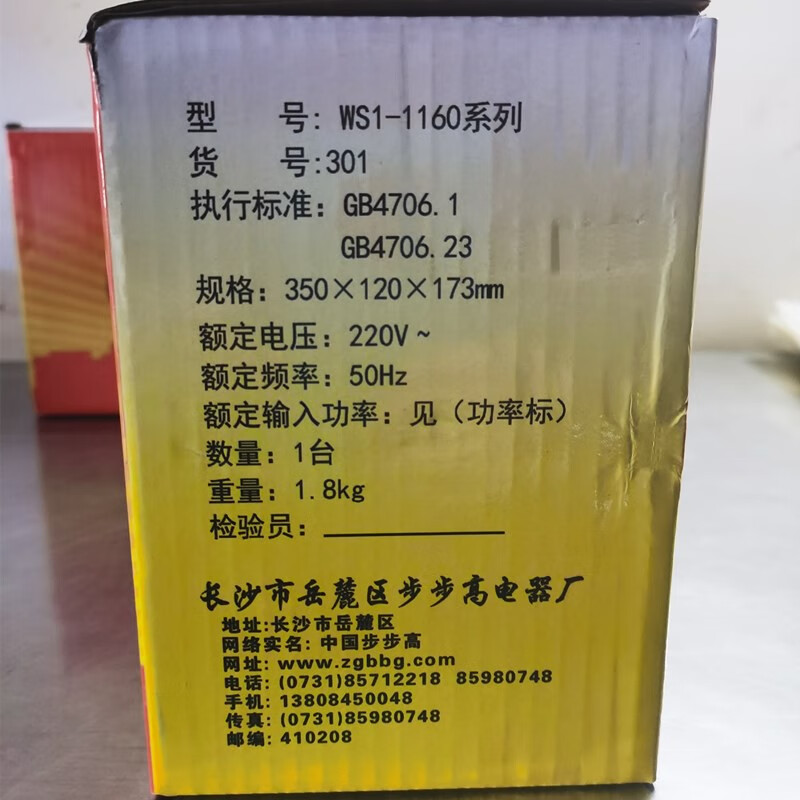 型 号: WS1-1160系列
货 号:301
执行标准: GB4706.1
GB4706.23
规格: 350×120×173mm
额定电压: 220V~
额定频率: 50Hz
额定输入功率: 见（功率标）
数量: 1台
重量: 1.8kg
检验员:
长沙市岳麓区步步高电器厂
地址:长沙市岳麓区
网络实名: 中国步步高
网址: www.zgbbg.com
电话: (0731)85712218 85980748
手机: 13808450048
传真: (0731)85980748
邮编: 410208